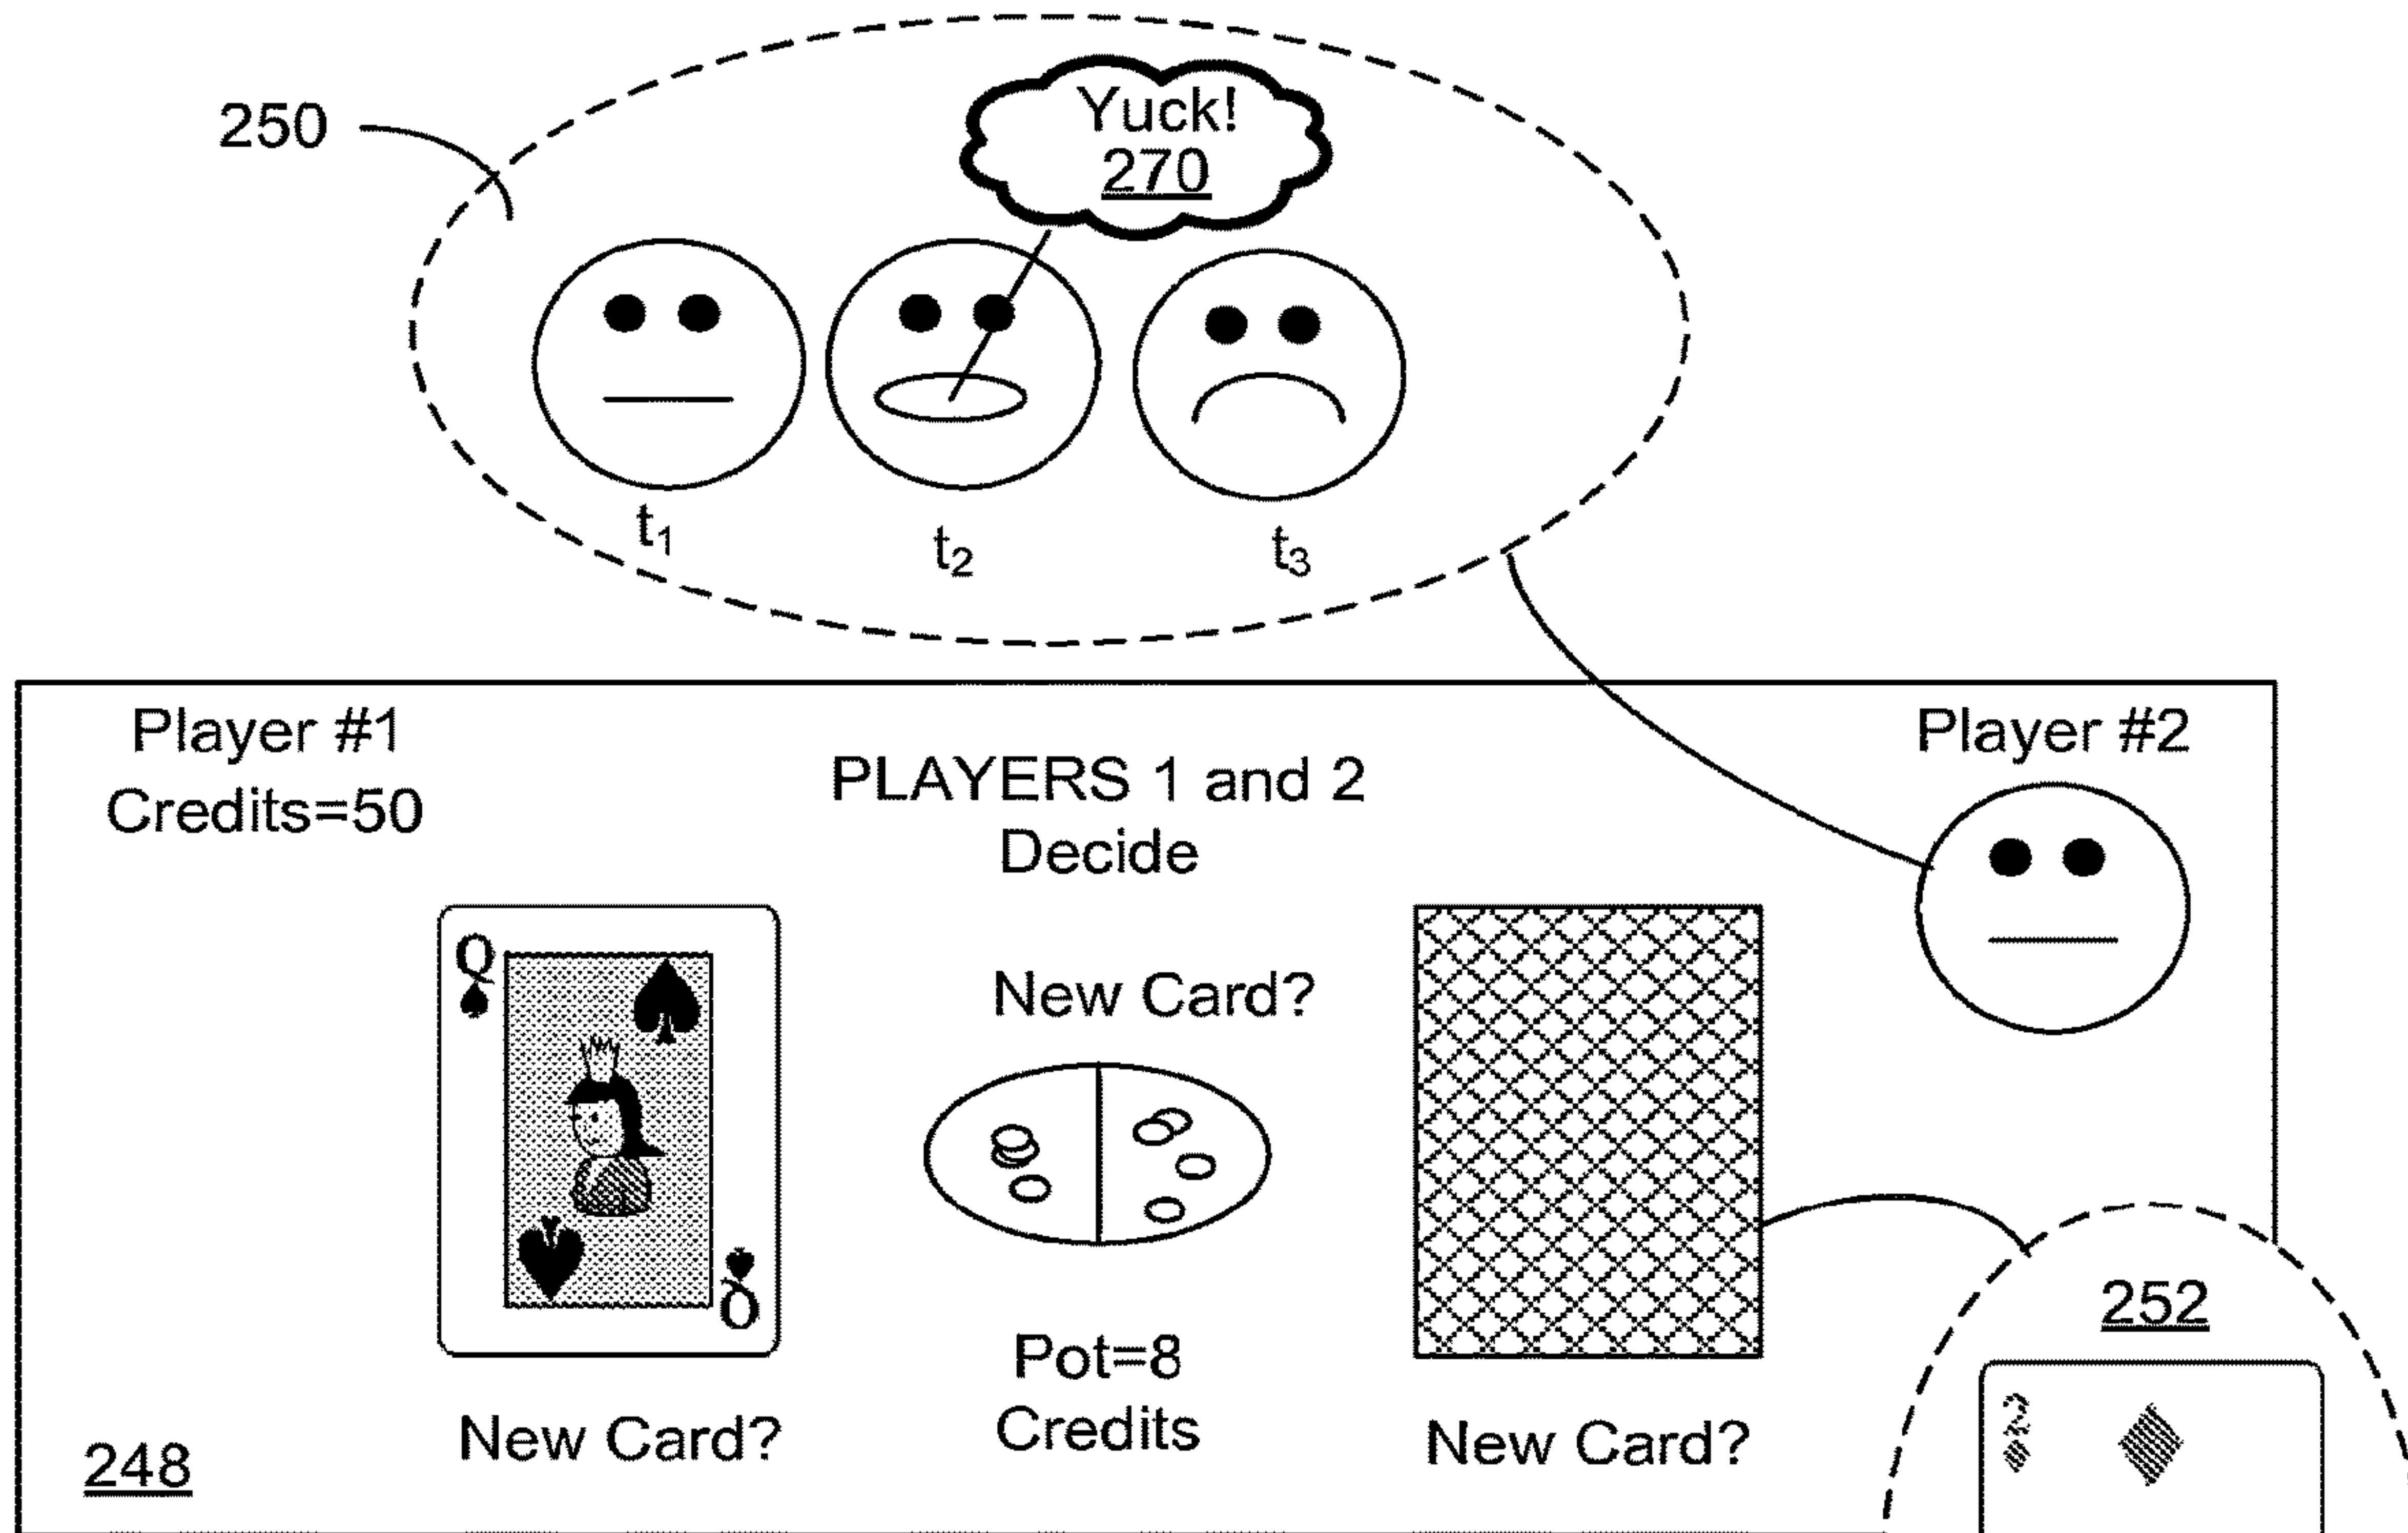 Yuck!
270
250
t1
t2
t3
Player #1
Credits=50
PLAYERS 1 and 2
Decide
Player #2
Q
New Card?
Q
252
Pot=8
Credits
New Card?
New Card?
2
248